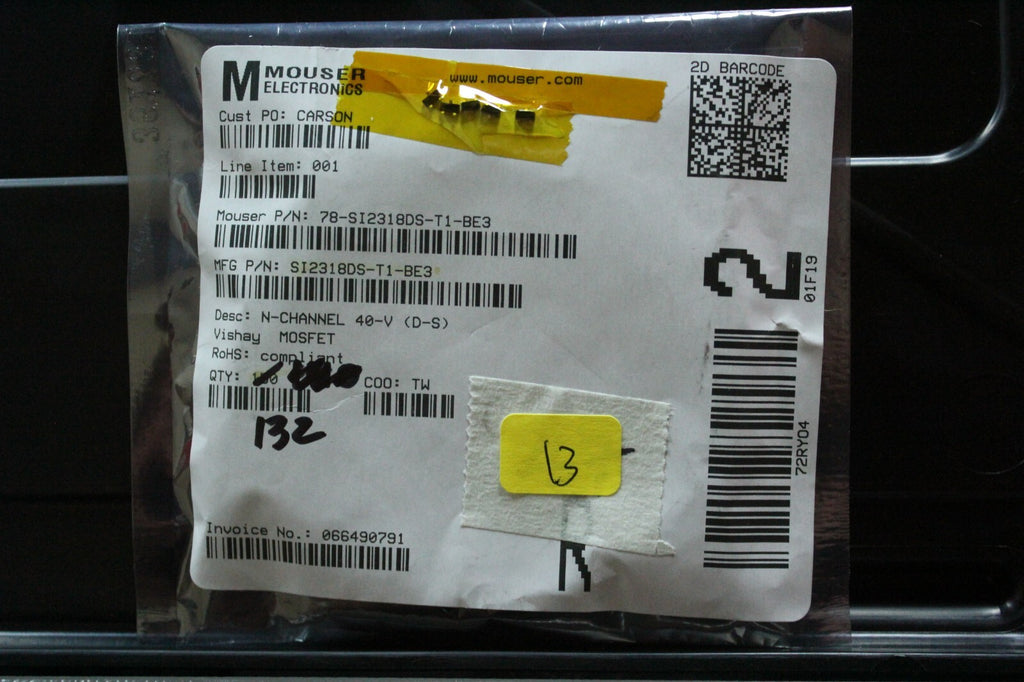 MOUSER
ELECTRONICS
www.mouser.com
2D BARCODE
Cust PO: CARSON
Line Item: 001
Mouser P/N: 78-SI2318DS-T1-BE3
MFG P/N: SI2318DS-T1-BE3
Desc: N-CHANNEL 40-V (D-S)
Vishay MOSFET
RoHS: compliant
QTY:
COO: TW
132
13
Invoice No.: 066490791
2
01F19
72RY04